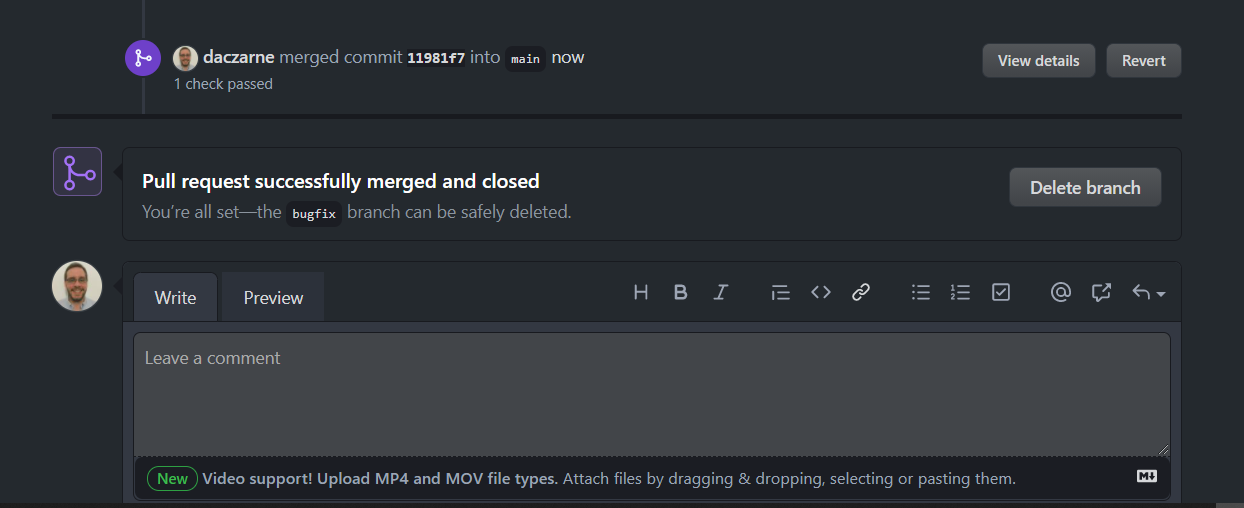 daczarne merged commit 11981f7 into main now
View details
Revert
1 check passed
Pull request successfully merged and closed
You're all set—the bugfix branch can be safely deleted.
Delete branch
Write
Preview
Leave a comment
New Video support! Upload MP4 and MOV file types. Attach files by dragging & dropping, selecting or pasting them.